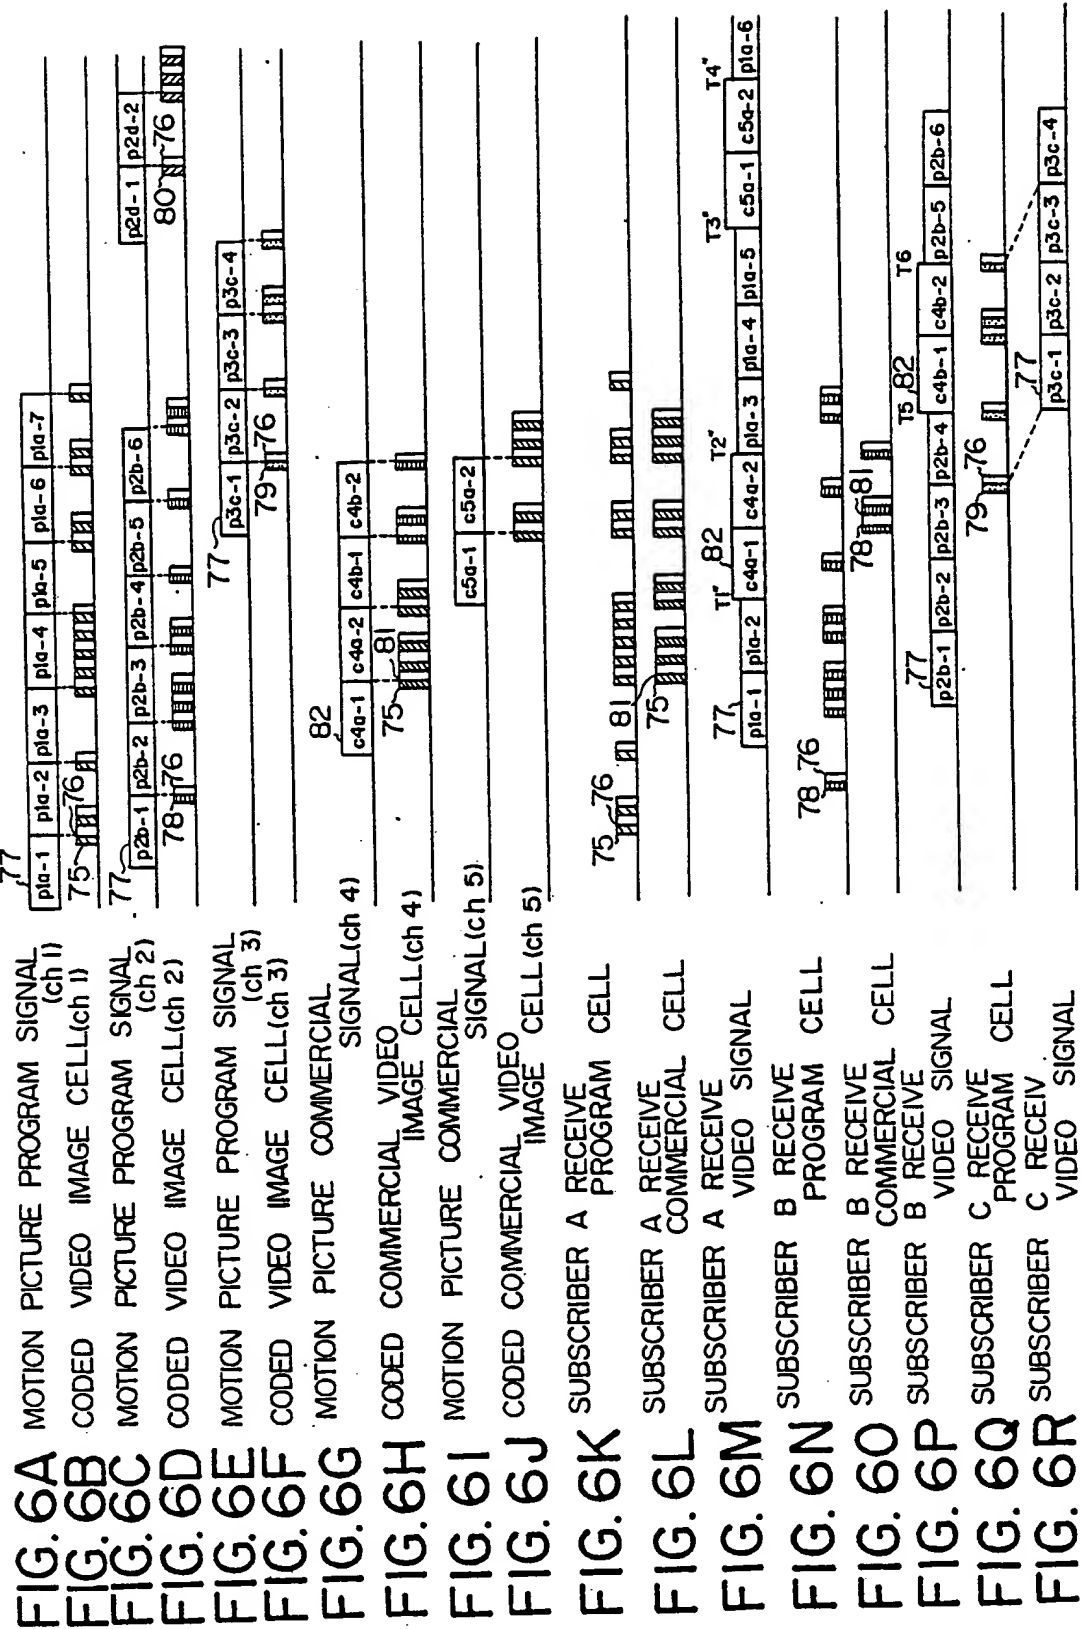 FIG. 6A MOTION PICTURE PROGRAM SIGNAL (ch 1)
77
p1a-1 p1a-2 p1a-3 p1a-4 p1a-5 p1a-6 p1a-7
FIG. 6B CODED VIDEO IMAGE CELL(ch 1)
75 76
FIG. 6C MOTION PICTURE PROGRAM SIGNAL (ch 2)
77
p2b-1 p2b-2 p2b-3 p2b-4 p2b-5 p2b-6 p2d-1 p2d-2
FIG. 6D CODED VIDEO IMAGE CELL(ch 2)
78 76 80 76
FIG. 6E MOTION PICTURE PROGRAM SIGNAL (ch 3)
77
p3c-1 p3c-2 p3c-3 p3c-4
FIG. 6F CODED VIDEO IMAGE CELL(ch 3)
79 76
FIG. 6G MOTION PICTURE COMMERCIAL
SIGNAL(ch 4)
82
c4a-1 c4a-2 c4b-1 c4b-2
FIG. 6H CODED COMMERCIAL VIDEO
IMAGE CELL(ch 4)
75 81
FIG. 6I MOTION PICTURE COMMERCIAL
SIGNAL(ch 5)
c5a-1 c5a-2
FIG. 6J CODED COMMERCIAL VIDEO
IMAGE CELL(ch 5)
FIG. 6K SUBSCRIBER A RECEIVE
PROGRAM CELL
75 76 81
FIG. 6L SUBSCRIBER A RECEIVE
COMMERCIAL CELL
75
FIG. 6M SUBSCRIBER A RECEIVE
VIDEO SIGNAL
77 T1" 82 T2" T3" T4"
p1a-1 p1a-2 c4a-1 c4a-2 p1a-3 p1a-4 p1a-5 c5a-1 c5a-2 p1a-6
FIG. 6N SUBSCRIBER B RECEIVE
PROGRAM CELL
78 76
FIG. 6O SUBSCRIBER B RECEIVE
COMMERCIAL CELL
78 81
FIG. 6P SUBSCRIBER B RECEIVE
VIDEO SIGNAL
77 T5 82 T6
p2b-1 p2b-2 p2b-3 p2b-4 c4b-1 c4b-2 p2b-5 p2b-6
FIG. 6Q SUBSCRIBER C RECEIVE
PROGRAM CELL
79 76
FIG. 6R SUBSCRIBER C RECEIV
VIDEO SIGNAL
77
p3c-1 p3c-2 p3c-3 p3c-4